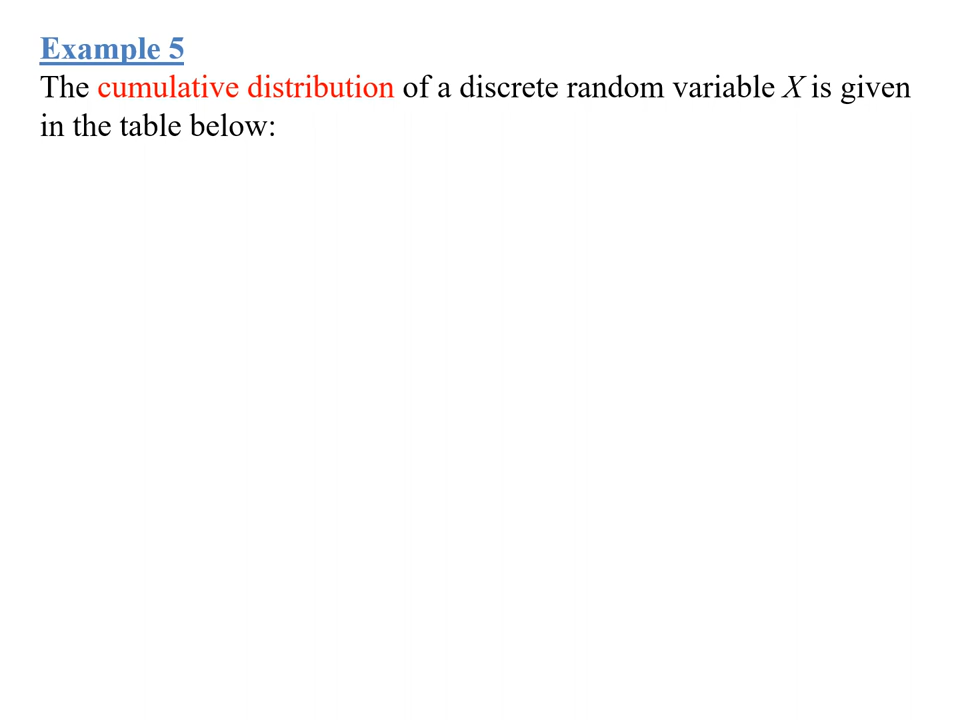 Example 5
The cumulative distribution of a discrete random variable X is given
in the table below: